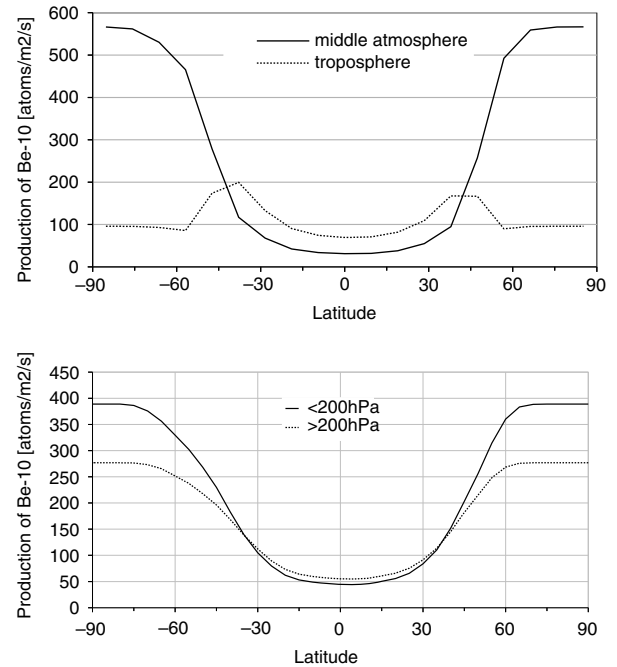 600
500
400
300
200
100
0
Production of Be-10 [atoms/m2/s]
middle atmosphere
troposphere
−90 −60 −30 0 30 60 90
Latitude
450
400
350
300
250
200
150
100
50
0
Production of Be-10 [atoms/m2/s]
<200hPa
>200hPa
−90 −60 −30 0 30 60 90
Latitude